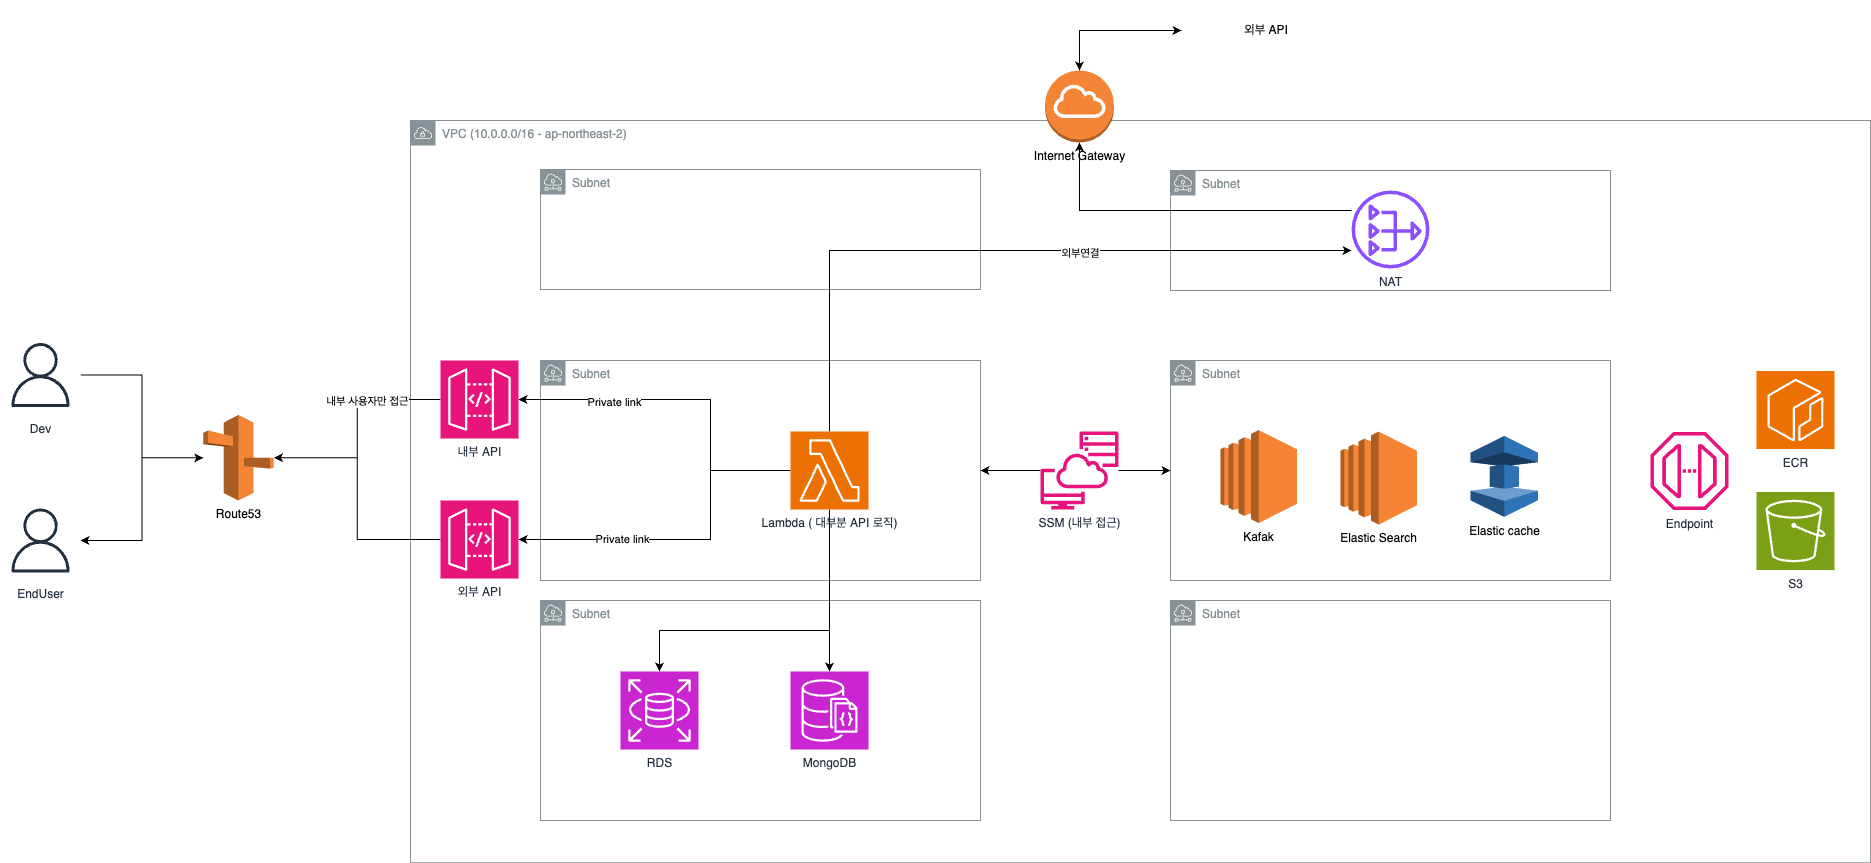 외부 API
VPC (10.0.0.0/16 - ap-northeast-2)
Internet Gateway
Subnet
Subnet
외부연결
NAT
Dev
내부 사용자만 접근
Subnet
Private link
내부 API
Subnet
ECR
Route53
Lambda ( 대부분 API 로직)
SSM (내부 접근)
Kafak
Elastic Search
Elastic cache
Endpoint
Private link
외부 API
EndUser
S3
Subnet
Subnet
RDS
MongoDB